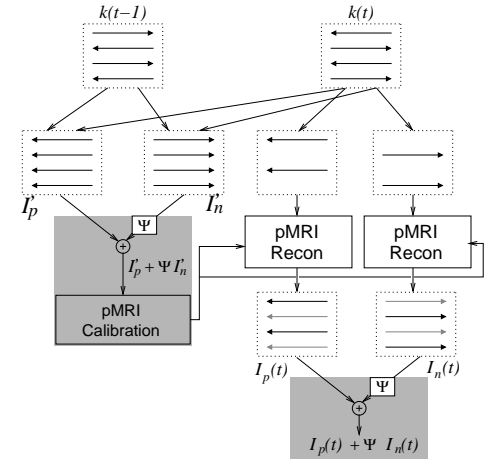 k(t−1)
k(t)
I'p
I'n
Ψ
+
I'p + Ψ I'n
pMRI
Calibration
pMRI
Recon
pMRI
Recon
Ip(t)
In(t)
Ψ
+
Ip(t) + Ψ In(t)